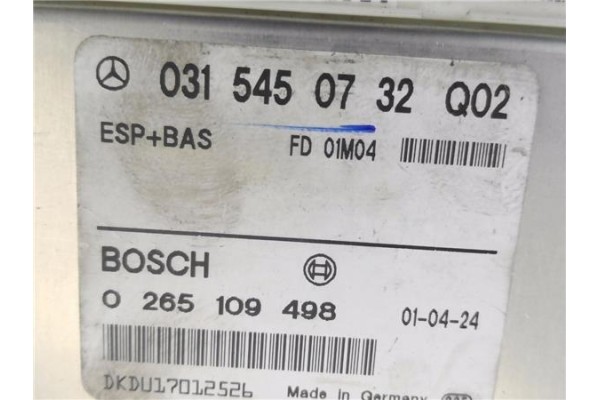 031 545 07 32 Q02
ESP+BAS FD 01M04
BOSCH
0 265 109 498 01-04-24
DKDU17012526 Made in Germany